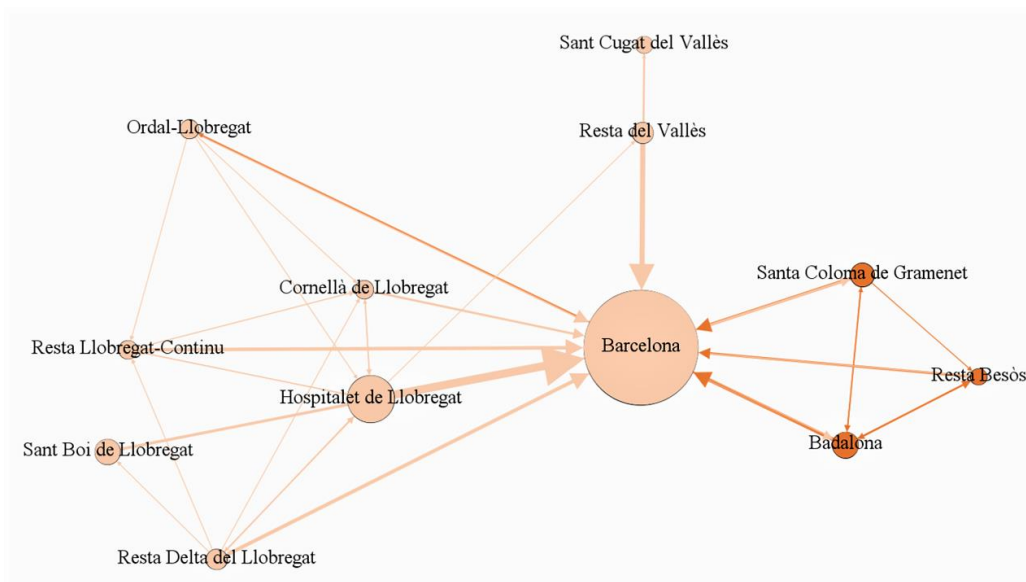 Sant Cugat del Vallès
Ordal-Llobregat
Resta del Vallès
Santa Coloma de Gramenet
Cornellà de Llobregat
Resta Llobregat-Continu
Barcelona
Resta Besòs
Hospitalet de Llobregat
Sant Boi de Llobregat
Badalona
Resta Delta del Llobregat